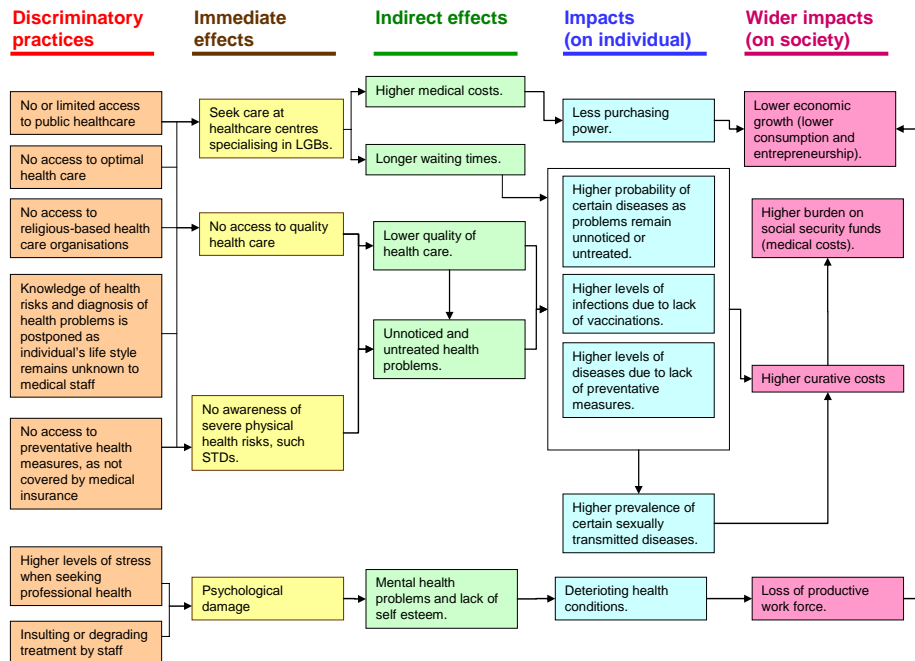 Discriminatory
practices
Immediate
effects
Indirect effects
Impacts
(on individual)
Wider impacts
(on society)
No or limited access
to public healthcare
No access to optimal
health care
No access to
religious-based health
care organisations
Knowledge of health
risks and diagnosis of
health problems is
postponed as
individual's life style
remains unknown to
medical staff
No access to
preventative health
measures, as not
covered by medical
insurance
Higher levels of stress
when seeking
professional health
Insulting or degrading
treatment by staff
Seek care at
healthcare centres
specialising in LGBs.
No access to quality
health care
No awareness of
severe physical
health risks, such
STDs.
Psychological
damage
Higher medical costs.
Longer waiting times.
Lower quality of
health care.
Unnoticed and
untreated health
problems.
Mental health
problems and lack of
self esteem.
Less purchasing
power.
Higher probability of
certain diseases as
problems remain
unnoticed or
untreated.
Higher levels of
infections due to lack
of vaccinations.
Higher levels of
diseases due to lack
of preventative
measures.
Higher prevalence of
certain sexually
transmitted diseases.
Deterioting health
conditions.
Lower economic
growth (lower
consumption and
entrepreneurship).
Higher burden on
social security funds
(medical costs).
Higher curative costs
Loss of productive
work force.